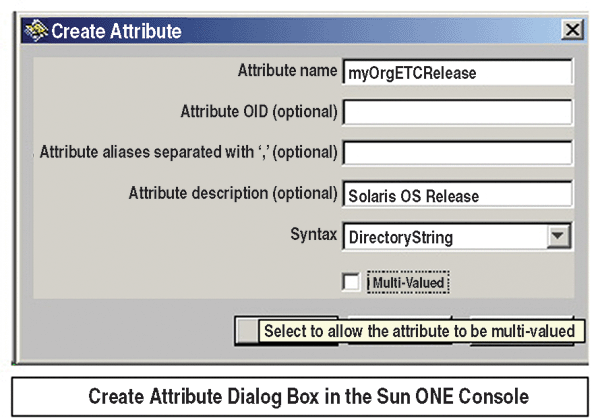 Create Attribute
Attribute name myOrgETCRelease
Attribute OID (optional)
Attribute aliases separated with ‘,’ (optional)
Attribute description (optional) Solaris OS Release
Syntax DirectoryString
Multi-Valued
Select to allow the attribute to be multi-valued
Create Attribute Dialog Box in the Sun ONE Console